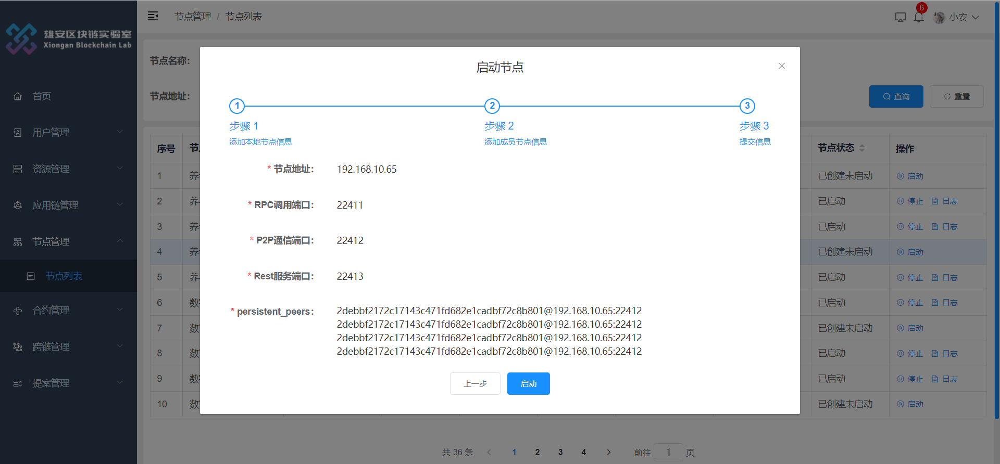 雄安区块链实验室
Xiongan Blockchain Lab
首页
用户管理
资源管理
应用链管理
节点管理
节点列表
合约管理
跨链管理
提案管理
节点管理 / 节点列表
6
小安
节点名称：
节点地址：
查询
重置
启动节点
1
2
3
步骤 1
步骤 2
步骤 3
添加本地节点信息
添加成员节点信息
提交信息
* 节点地址： 192.168.10.65
* RPC调用端口： 22411
* P2P通信端口： 22412
* Rest服务端口： 22413
* persistent_peers： 2debbf2172c17143c471fd682e1cadbf72c8b801@192.168.10.65:22412
2debbf2172c17143c471fd682e1cadbf72c8b801@192.168.10.65:22412
2debbf2172c17143c471fd682e1cadbf72c8b801@192.168.10.65:22412
2debbf2172c17143c471fd682e1cadbf72c8b801@192.168.10.65:22412
上一步
启动
序号 节 节点状态 操作
1 养 已创建未启动 启动
2 养 已启动 停止 日志
3 养 已启动 停止 日志
4 养 已创建未启动 启动
5 养 已启动 停止 日志
6 数 已启动 停止 日志
7 数 已创建未启动 启动
8 数 已启动 停止 日志
9 数 已启动 停止 日志
10 数 已创建未启动 启动
共 36 条 1 2 3 4 前往 1 页